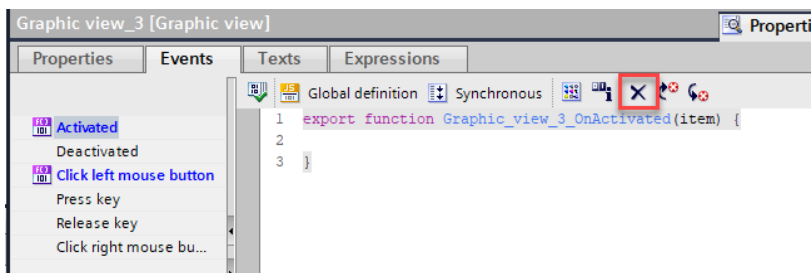 Graphic view_3 [Graphic view]
Properti
Properties Events Texts Expressions
Global definition Synchronous
Activated
Deactivated
Click left mouse button
Press key
Release key
Click right mouse bu...
1 export function Graphic_view_3_OnActivated(item) {
2
3 }